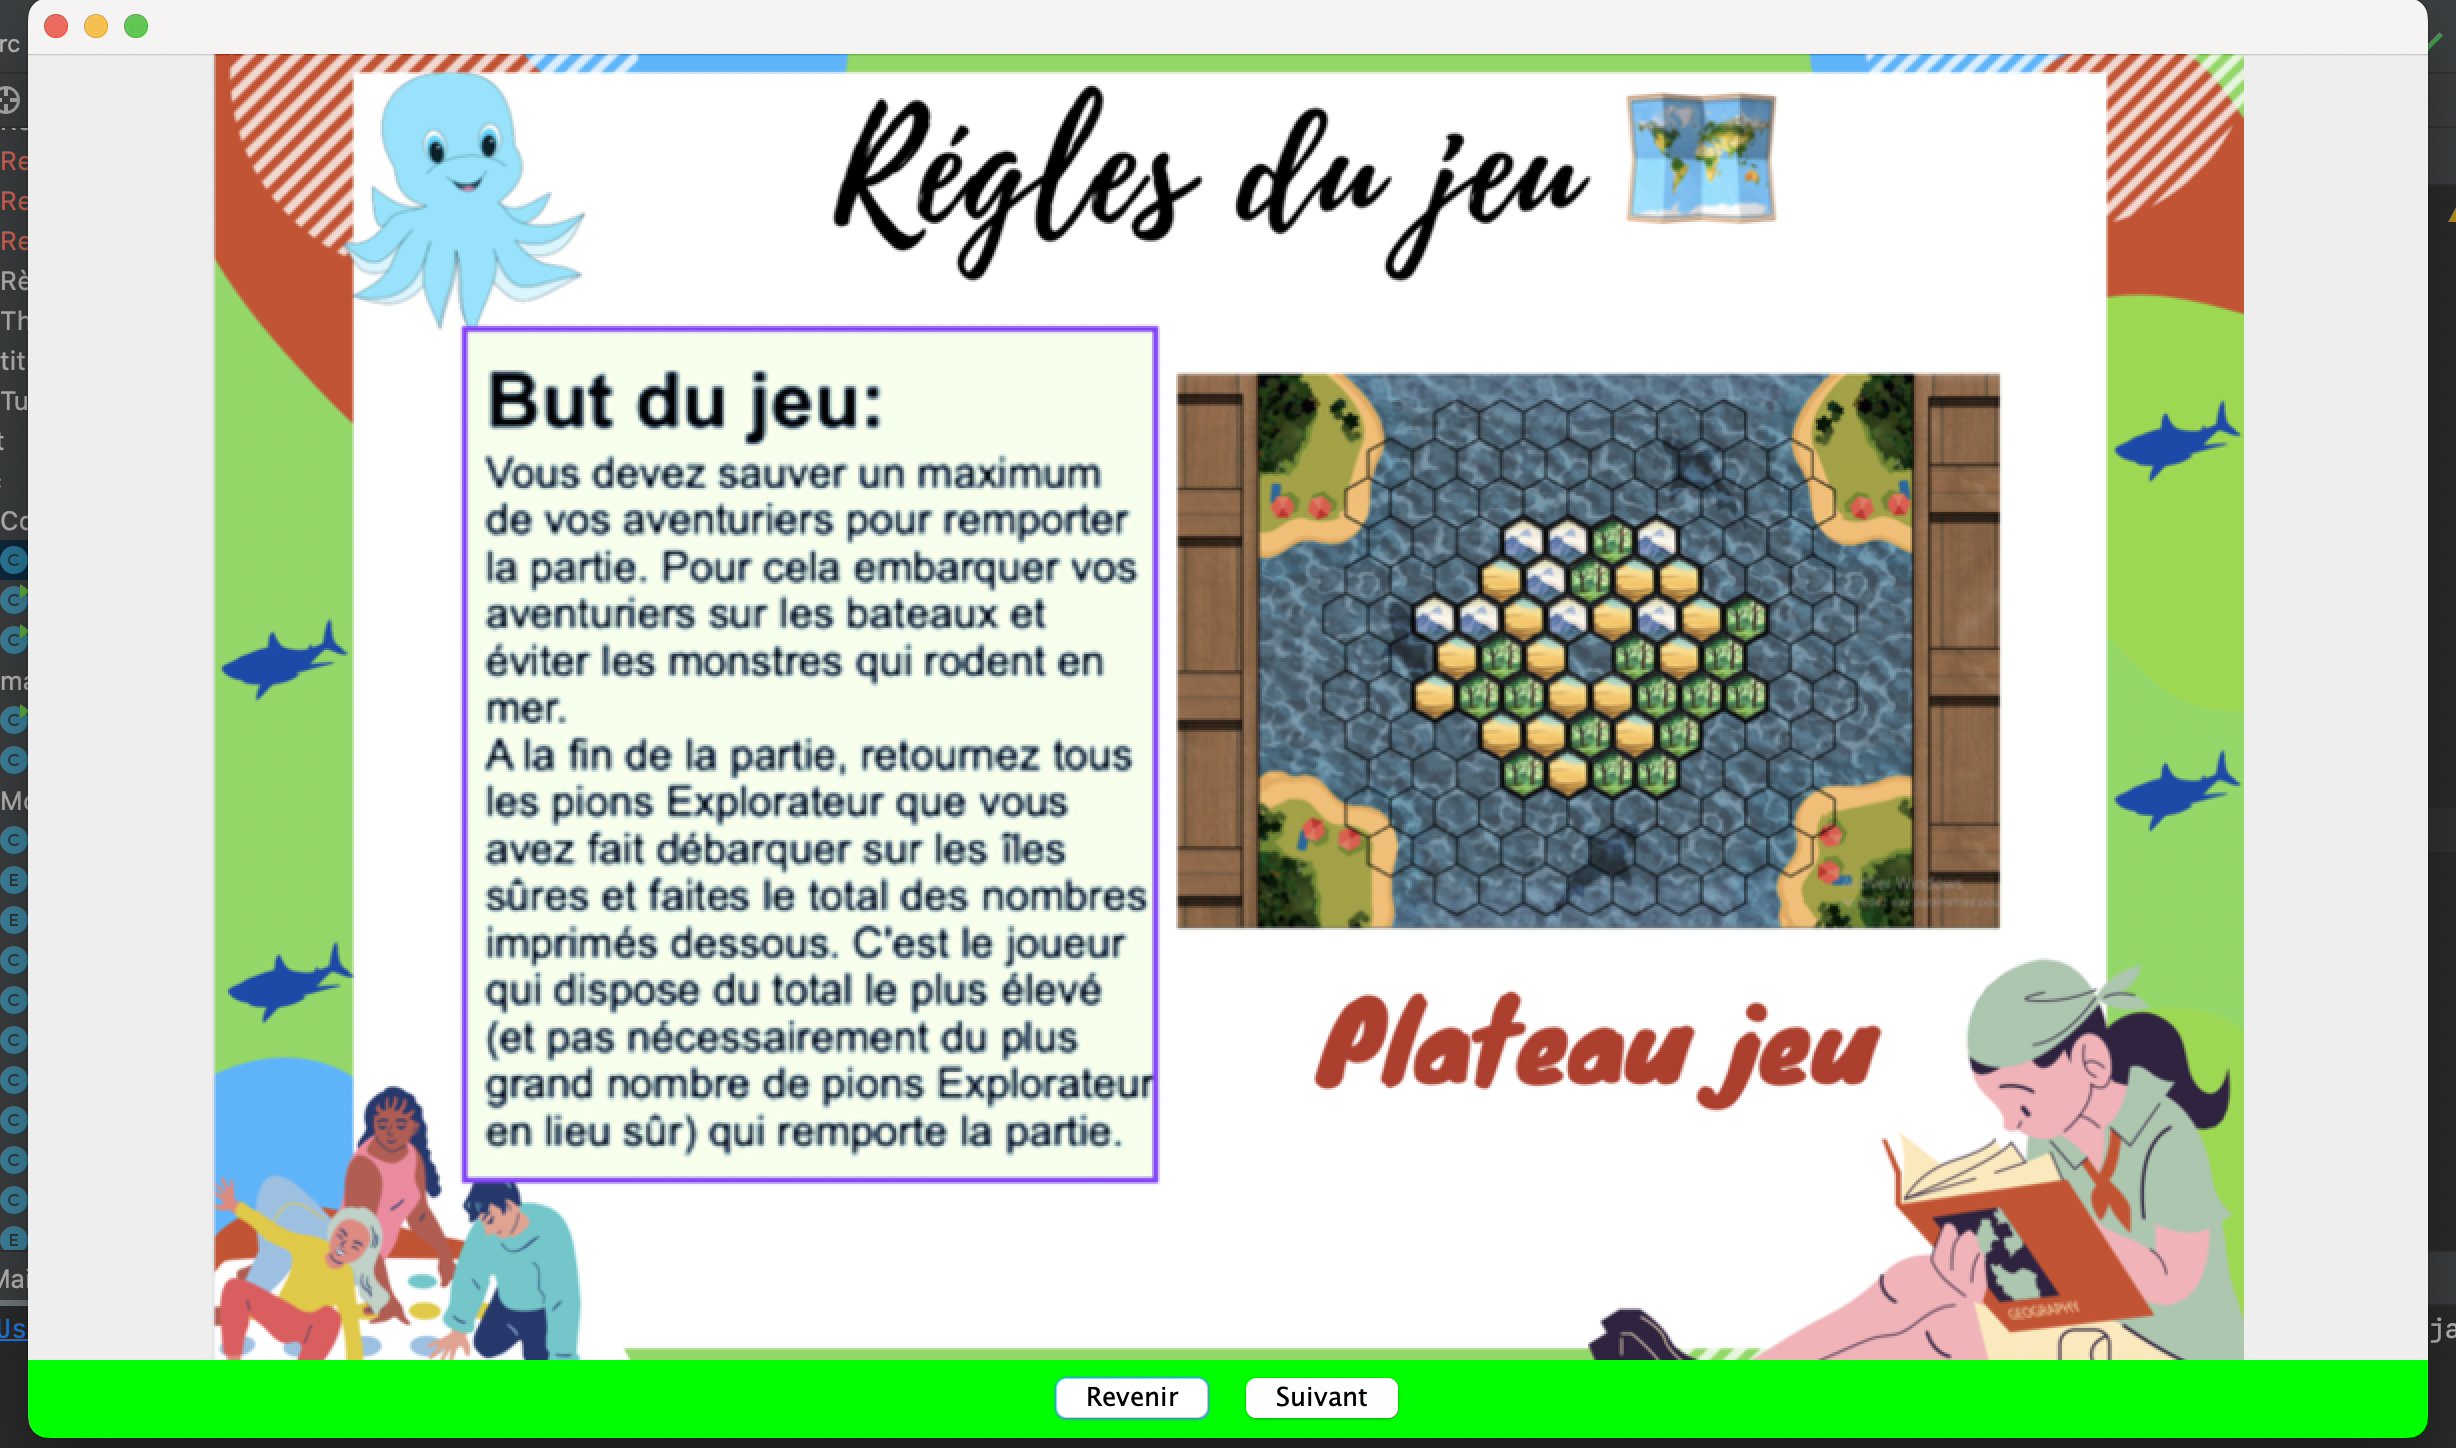 Régles du jeu
But du jeu:
Vous devez sauver un maximum
de vos aventuriers pour remporter
la partie. Pour cela embarquer vos
aventuriers sur les bateaux et
éviter les monstres qui rodent en
mer.
A la fin de la partie, retournez tous
les pions Explorateur que vous
avez fait débarquer sur les îles
sûres et faites le total des nombres
imprimés dessous. C'est le joueur
qui dispose du total le plus élevé
(et pas nécessairement du plus
grand nombre de pions Explorateur
en lieu sûr) qui remporte la partie.
Plateau jeu
GEOGRAPHY
Revenir
Suivant